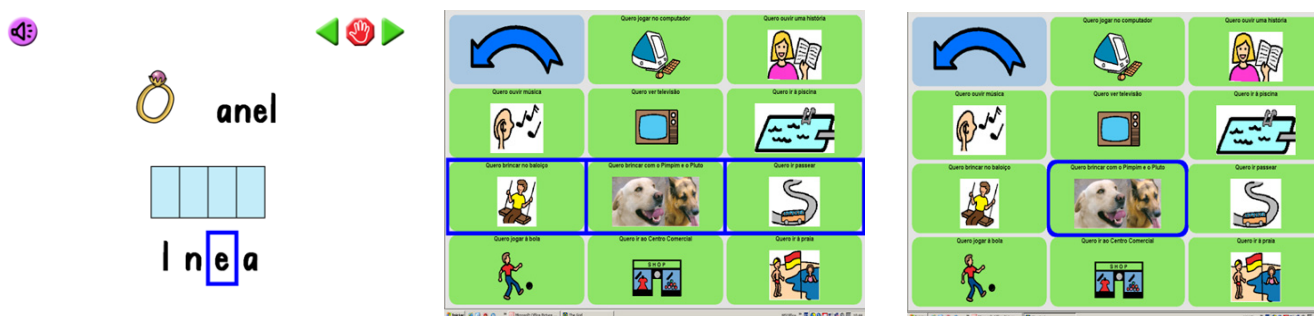 anel
l n e a
Quero jogar no computador
Quero ouvir uma história
Quero ouvir música
Quero ver televisão
Quero ir à piscina
Quero brincar no baloiço
Quero brincar com o Pimpim e o Pluto
Quero ir passear
Quero jogar à bola
Quero ir ao Centro Comercial
SHOP
Quero ir à praia
Quero jogar no computador
Quero ouvir uma história
Quero ouvir música
Quero ver televisão
Quero ir à piscina
Quero brincar no baloiço
Quero brincar com o Pimpim e o Pluto
Quero ir passear
Quero jogar à bola
Quero ir ao Centro Comercial
SHOP
Quero ir à praia